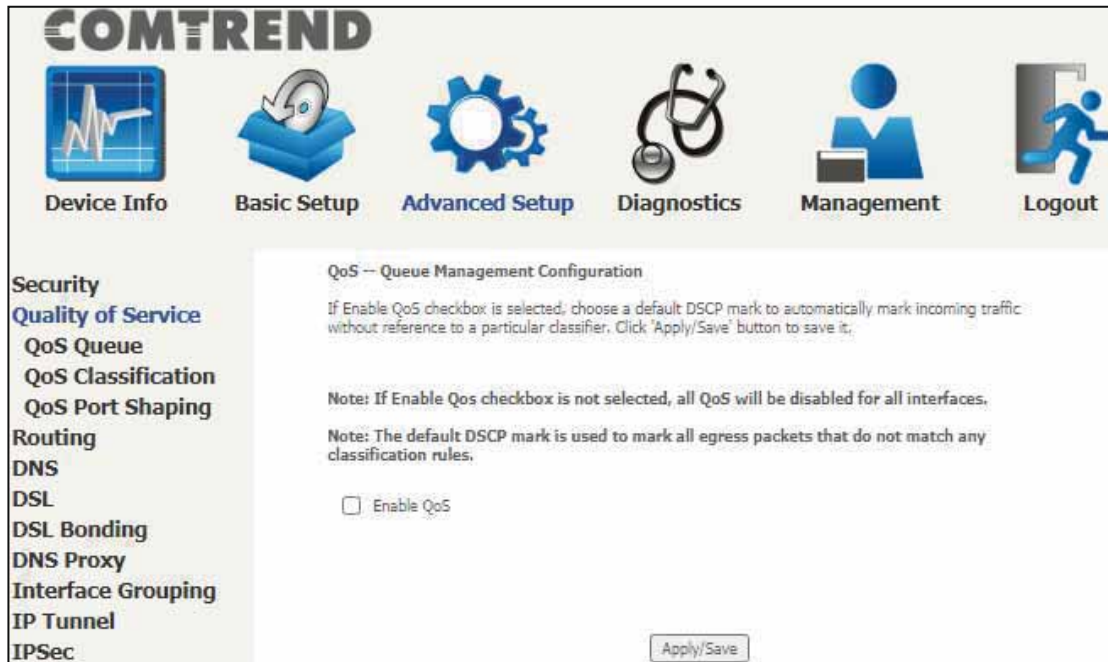 COMTREND
Device Info
Basic Setup
Advanced Setup
Diagnostics
Management
Logout
Security
Quality of Service
QoS Queue
QoS Classification
QoS Port Shaping
Routing
DNS
DSL
DSL Bonding
DNS Proxy
Interface Grouping
IP Tunnel
IPSec
QoS -- Queue Management Configuration
If Enable QoS checkbox is selected, choose a default DSCP mark to automatically mark incoming traffic
without reference to a particular classifier. Click 'Apply/Save' button to save it.
Note: If Enable Qos checkbox is not selected, all QoS will be disabled for all interfaces.
Note: The default DSCP mark is used to mark all egress packets that do not match any
classification rules.
Enable QoS
Apply/Save